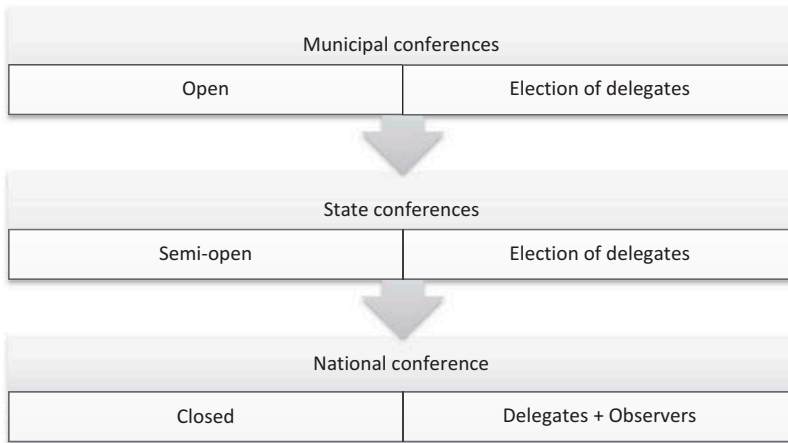 Municipal conferences
Open Election of delegates
State conferences
Semi-open Election of delegates
National conference
Closed Delegates + Observers